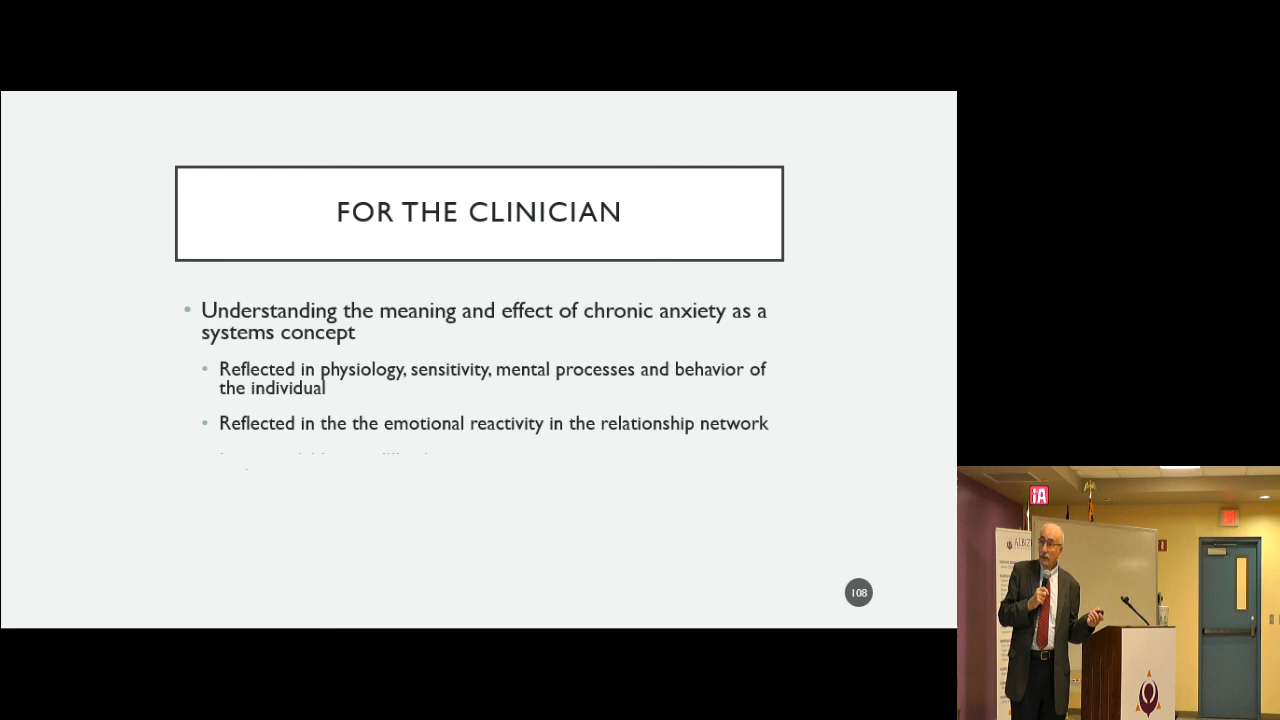 FOR THE CLINICIAN
• Understanding the meaning and effect of chronic anxiety as a
systems concept
• Reflected in physiology, sensitivity, mental processes and behavior of
the individual
• Reflected in the the emotional reactivity in the relationship network
108
iA